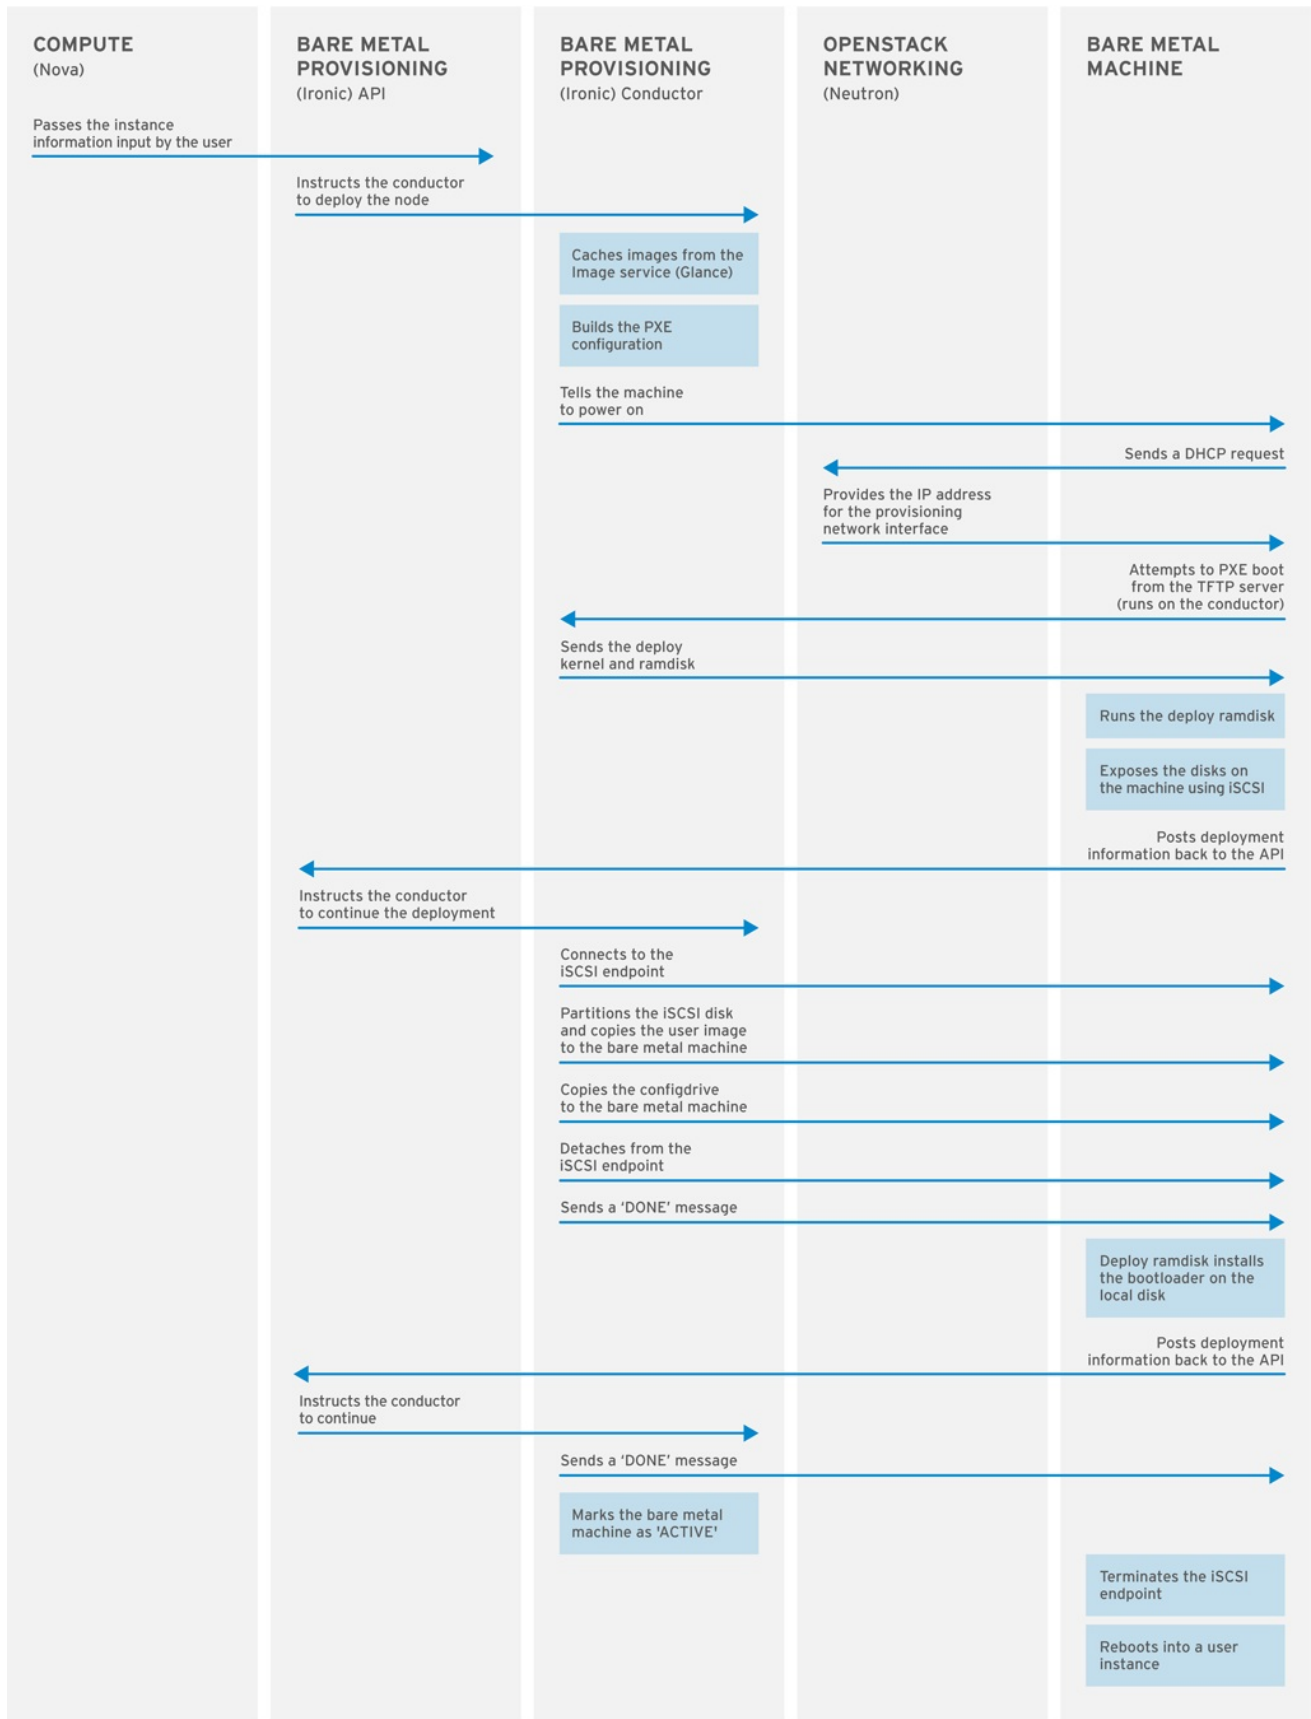 COMPUTE
(Nova)
BARE METAL
PROVISIONING
(Ironic) API
BARE METAL
PROVISIONING
(Ironic) Conductor
OPENSTACK
NETWORKING
(Neutron)
BARE METAL
MACHINE
Passes the instance
information input by the user
Instructs the conductor
to deploy the node
Caches images from the
Image service (Glance)
Builds the PXE
configuration
Tells the machine
to power on
Sends a DHCP request
Provides the IP address
for the provisioning
network interface
Attempts to PXE boot
from the TFTP server
(runs on the conductor)
Sends the deploy
kernel and ramdisk
Runs the deploy ramdisk
Exposes the disks on
the machine using iSCSI
Posts deployment
information back to the API
Instructs the conductor
to continue the deployment
Connects to the
iSCSI endpoint
Partitions the iSCSI disk
and copies the user image
to the bare metal machine
Copies the configdrive
to the bare metal machine
Detaches from the
iSCSI endpoint
Sends a ‘DONE’ message
Deploy ramdisk installs
the bootloader on the
local disk
Posts deployment
information back to the API
Instructs the conductor
to continue
Sends a ‘DONE’ message
Marks the bare metal
machine as 'ACTIVE'
Terminates the iSCSI
endpoint
Reboots into a user
instance